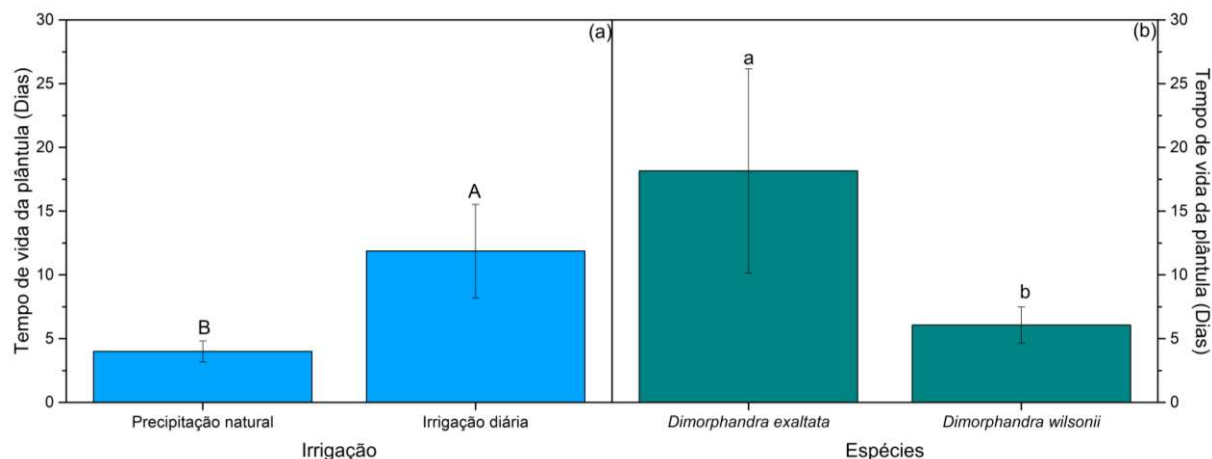 Tempo de vida da plântula (Dias)
30
25
20
15
10
5
0
(a)
B
A
Precipitação natural
Irrigação diária
Irrigação
(b)
a
b
Dimorphandra exaltata
Dimorphandra wilsonii
Espécies
30
25
20
15
10
5
0
Tempo de vida da plântula (Dias)